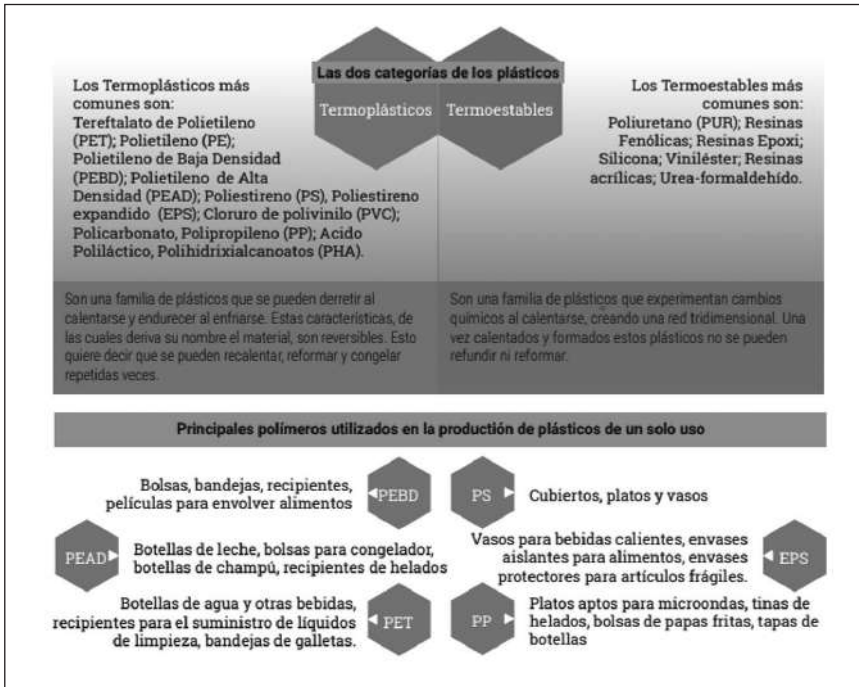 Las dos categorías de los plásticos
Termoplásticos
Termoestables
Los Termoplásticos más
comunes son:
Tereftalato de Polietileno
(PET); Polietileno (PE);
Polietileno de Baja Densidad
(PEBD); Polietileno de Alta
Densidad (PEAD); Poliestireno (PS), Poliestireno
expandido (EPS); Cloruro de polivinilo (PVC);
Policarbonato, Polipropileno (PP); Acido
Poliláctico, Polihidrixialcanoatos (PHA).
Los Termoestables más
comunes son:
Poliuretano (PUR); Resinas
Fenólicas; Resinas Epoxi;
Silicona; Viniléster; Resinas
acrílicas; Urea-formaldehído.
Son una familia de plásticos que se pueden derretir al
calentarse y endurecer al enfriarse. Estas características, de
las cuales deriva su nombre el material, son reversibles. Esto
quiere decir que se pueden recalentar, reformar y congelar
repetidas veces.
Son una familia de plásticos que experimentan cambios
químicos al calentarse, creando una red tridimensional. Una
vez calentados y formados estos plásticos no se pueden
refundir ni reformar.
Principales polímeros utilizados en la producción de plásticos de un solo uso
Bolsas, bandejas, recipientes,
películas para envolver alimentos
PEBD
PS
Cubiertos, platos y vasos
PEAD
Botellas de leche, bolsas para congelador,
botellas de champú, recipientes de helados
Vasos para bebidas calientes, envases
aislantes para alimentos, envases
protectores para artículos frágiles.
EPS
Botellas de agua y otras bebidas,
recipientes para el suministro de líquidos
de limpieza, bandejas de galletas.
PET
PP
Platos aptos para microondas, tinas de
helados, bolsas de papas fritas, tapas de
botellas